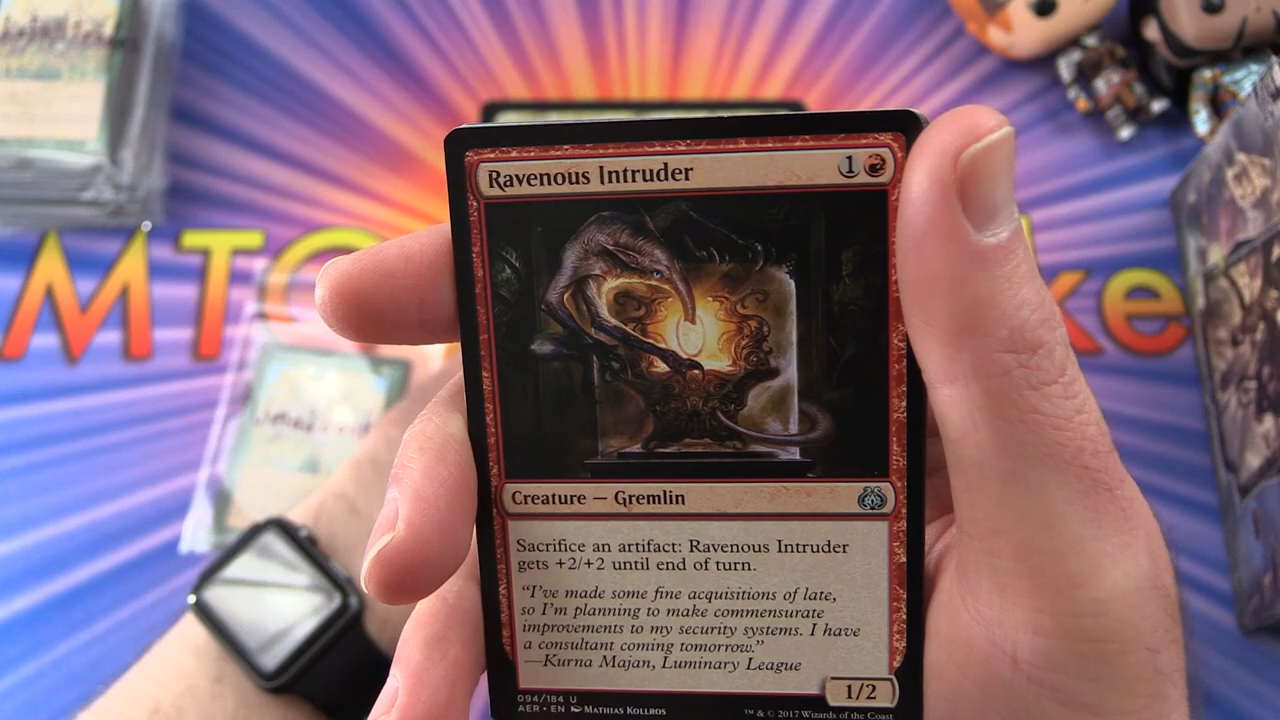 Ravenous Intruder 1
MTG ke
Creature — Gremlin
Sacrifice an artifact: Ravenous Intruder
gets +2/+2 until end of turn.
“I’ve made some fine acquisitions of late,
so I’m planning to make commensurate
improvements to my security systems. I have
a consultant coming tomorrow.”
—Kurna Majan, Luminary League
1/2
094/184 U
AER • EN Mathias Kollros
™ & © 2017 Wizards of the Coast